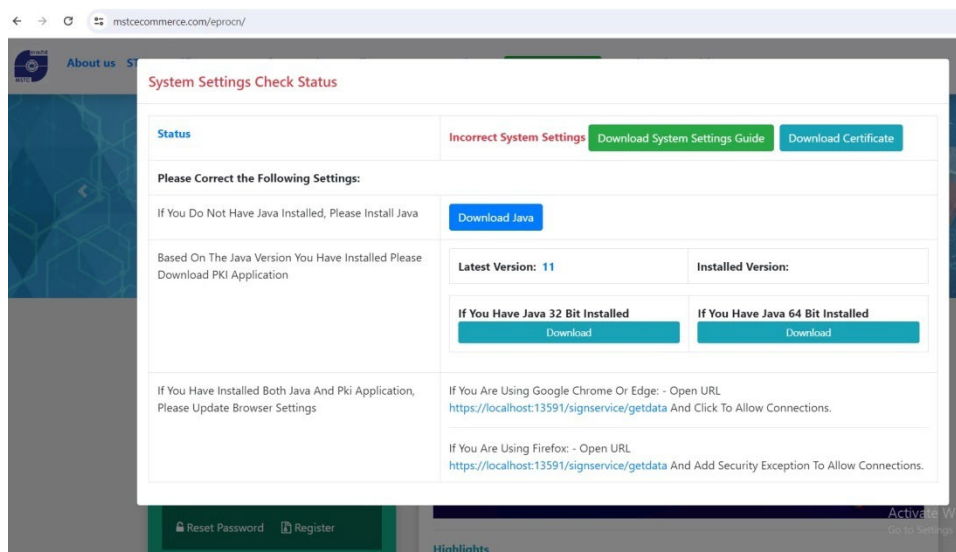 mstcecommerce.com/eprocn/
MSTC
About us
System Settings Check Status
Status
Incorrect System Settings
Download System Settings Guide
Download Certificate
Please Correct the Following Settings:
If You Do Not Have Java Installed, Please Install Java
Download Java
Based On The Java Version You Have Installed Please
Download PKI Application
Latest Version: 11
Installed Version:
If You Have Java 32 Bit Installed
Download
If You Have Java 64 Bit Installed
Download
If You Have Installed Both Java And Pki Application,
Please Update Browser Settings
If You Are Using Google Chrome Or Edge: - Open URL
https://localhost:13591/signservice/getdata And Click To Allow Connections.
If You Are Using Firefox: - Open URL
https://localhost:13591/signservice/getdata And Add Security Exception To Allow Connections.
Reset Password
Register
Highlights
Activate W
Go to Settings